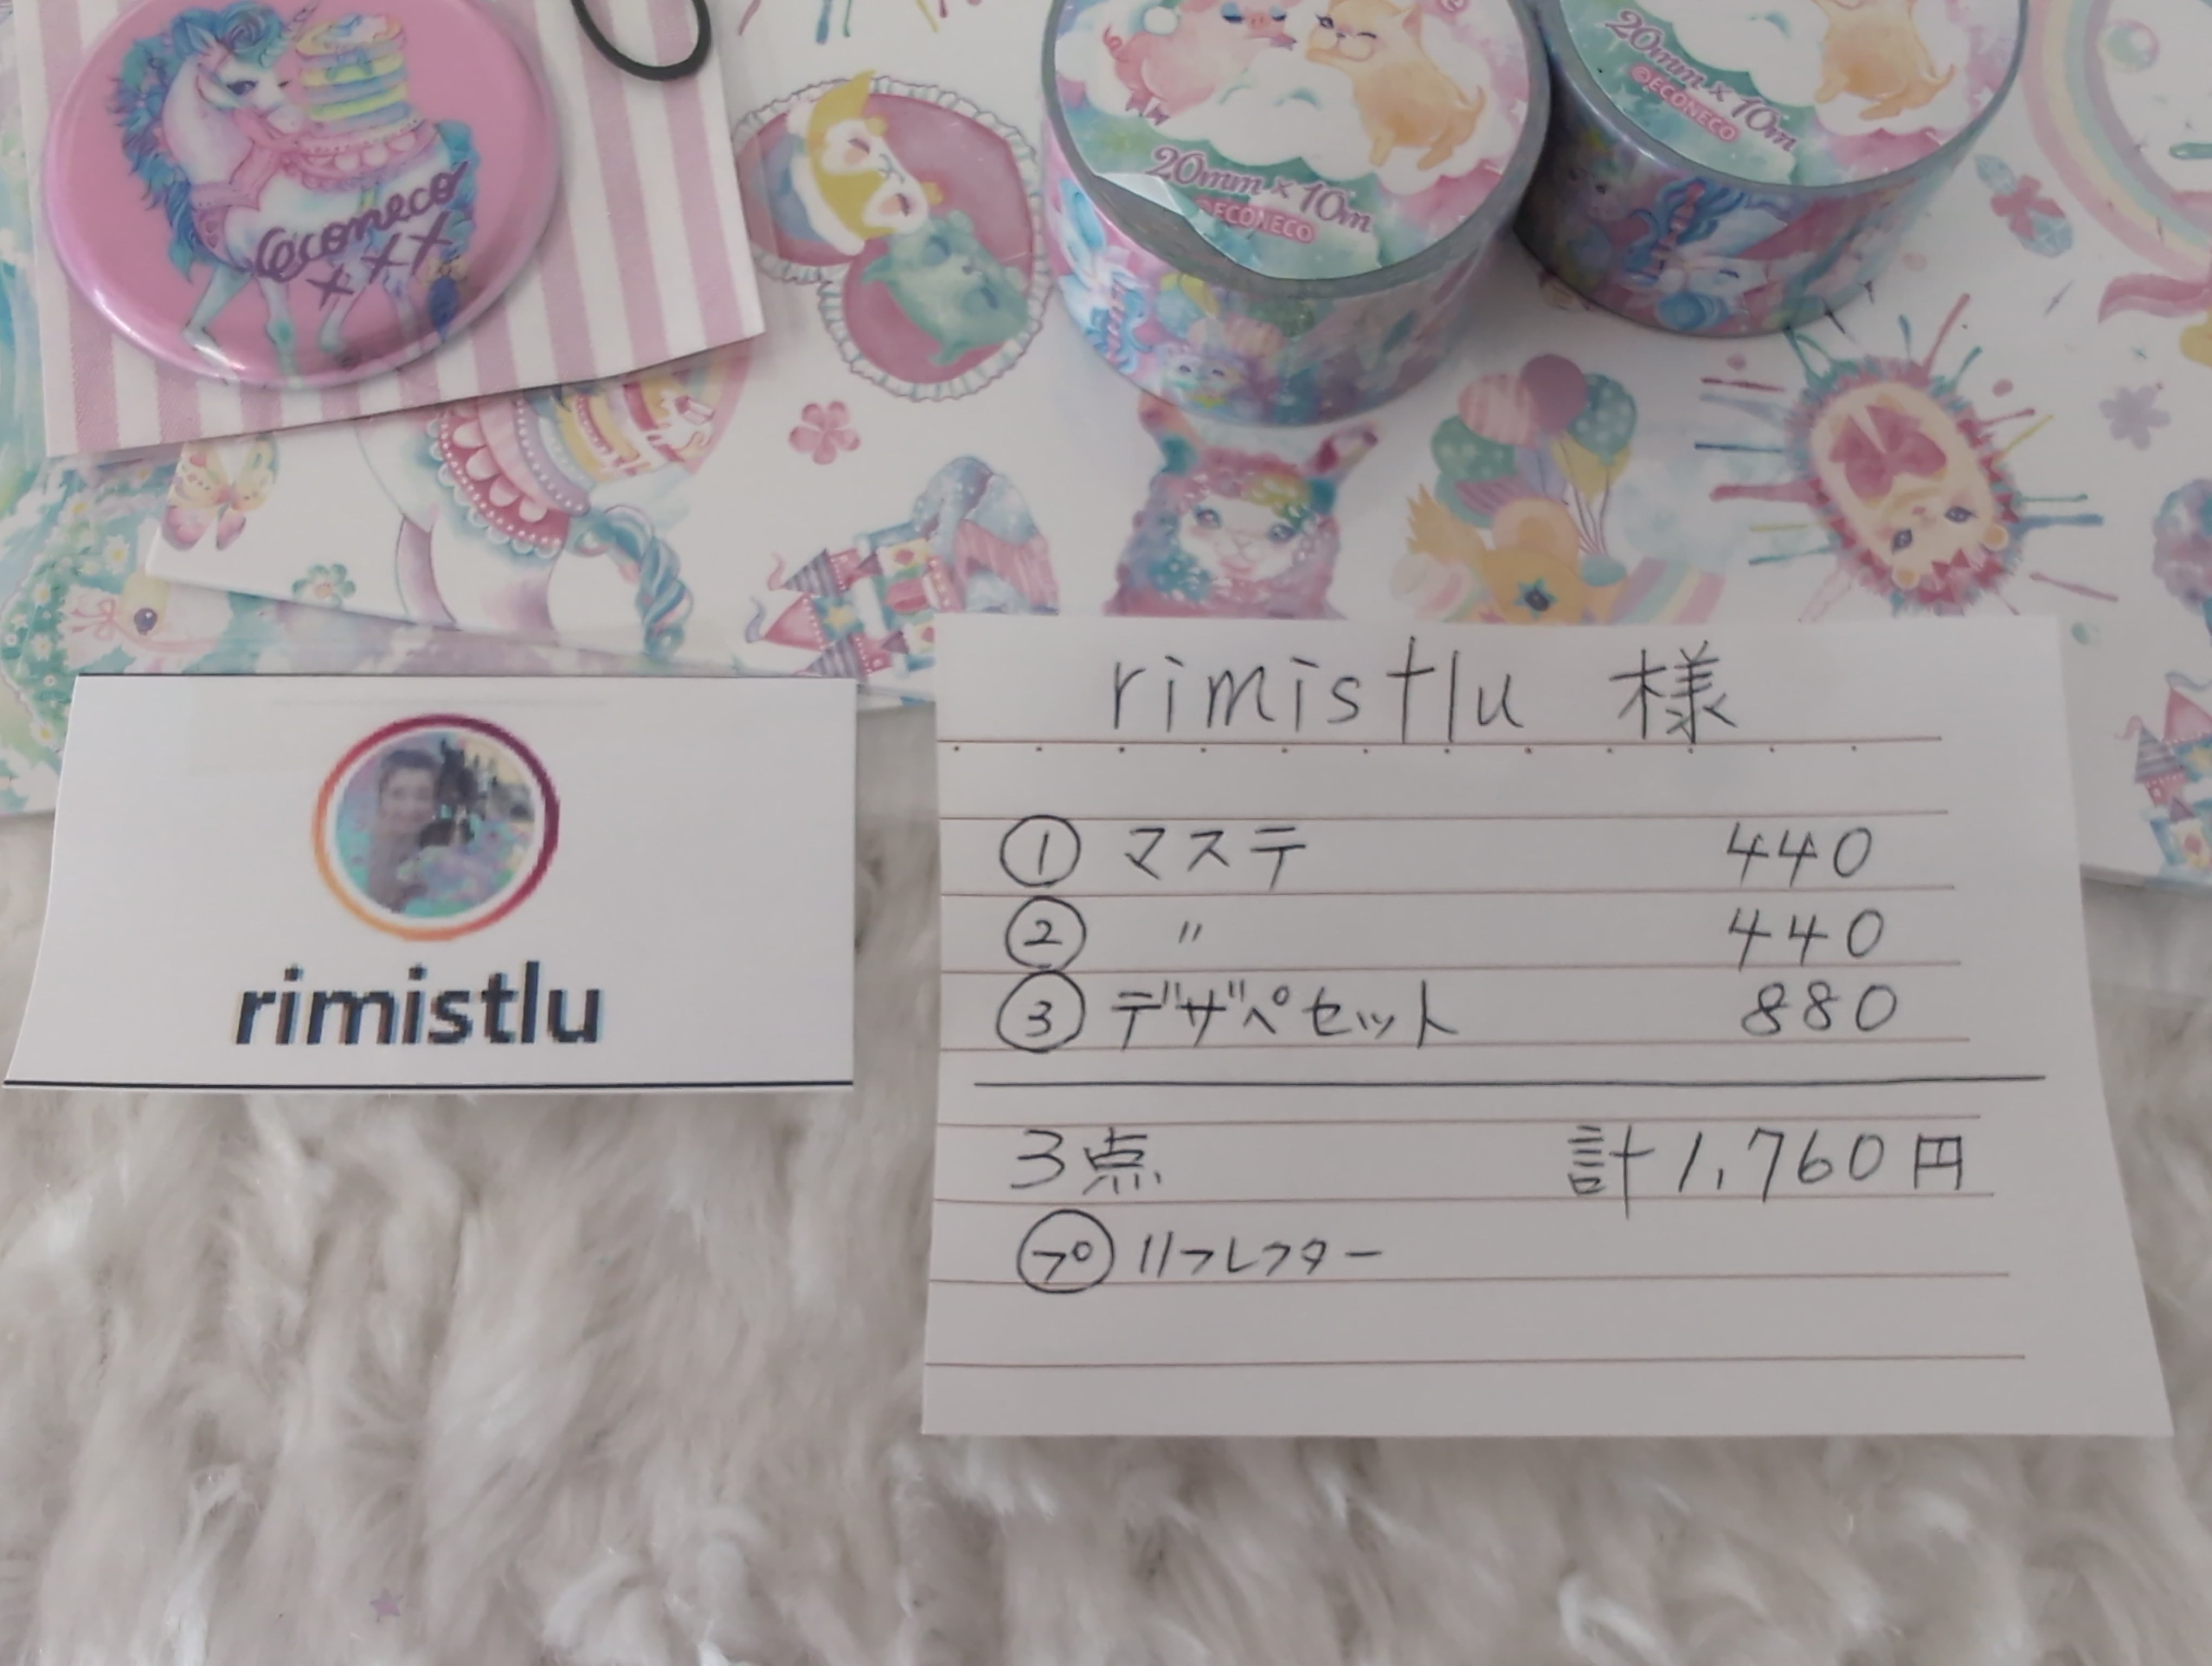 econeco
20mm × 10m
@ECONECO
20mm × 10m
@ECONECO
rimistlu
rimistlu 様
① マステ 440
② 〃 440
③ デザペセット 880
3点 計1,760円
プ リフレクター